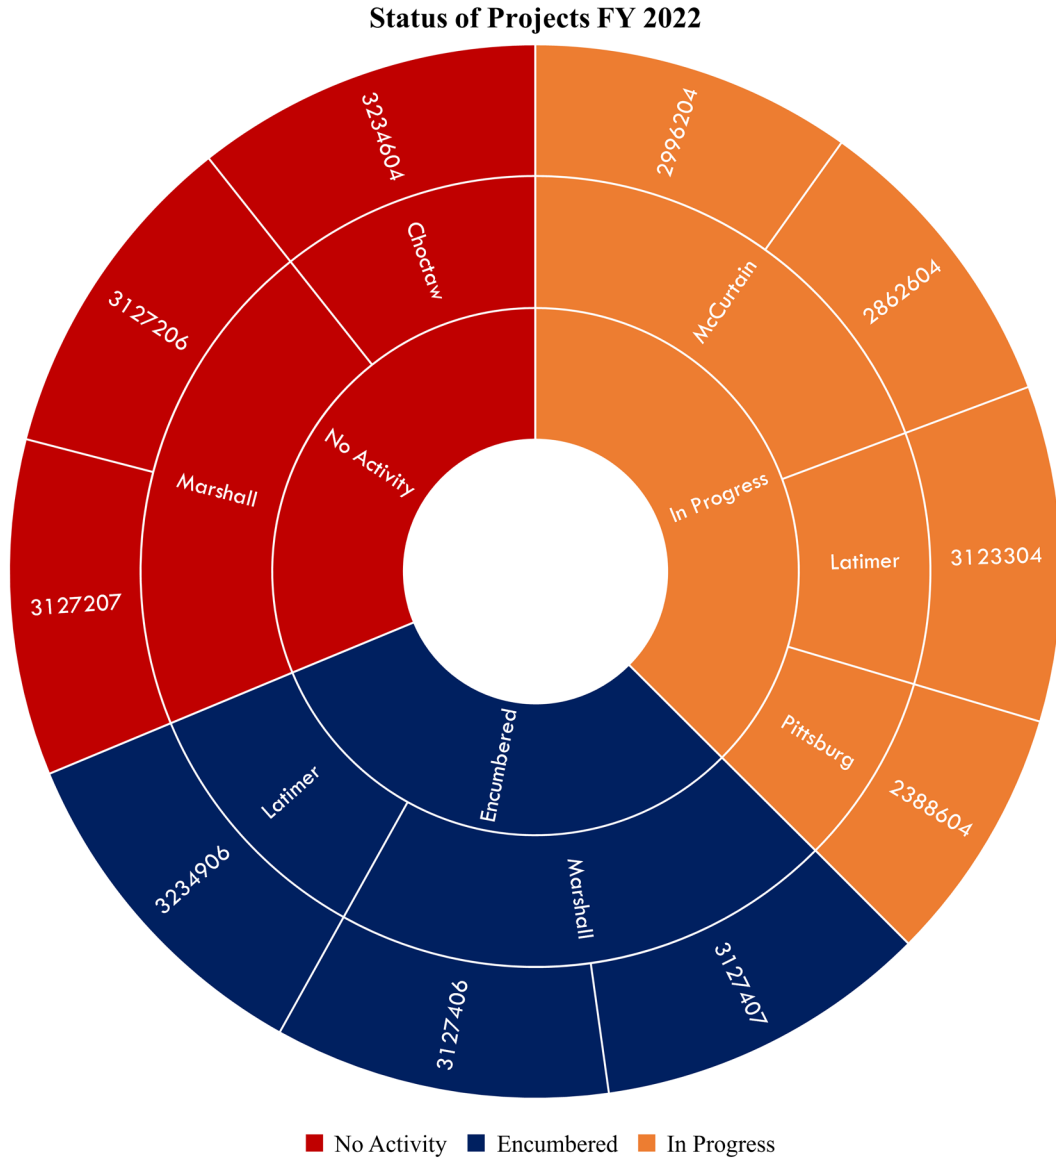 Status of Projects FY 2022
3234604
2996204
Choctaw
McCurtain
2862604
3127206
No Activity
Marshall
In Progress
Latimer
3123304
3127207
Encumbered
Pittsburg
Latimer
2388604
3234906
Marshall
3127406
3127407
No Activity
Encumbered
In Progress